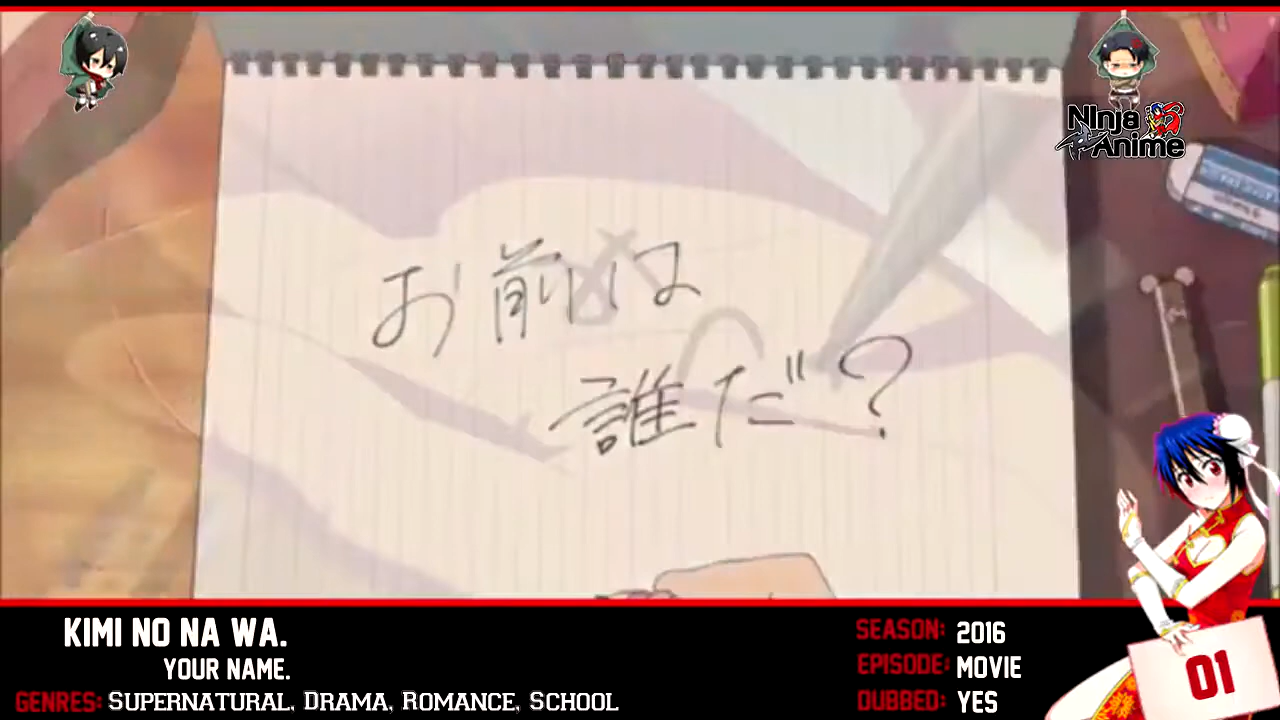 Ninja
Anime
お前は
誰だ?
KIMI NO NA WA.
YOUR NAME.
GENRES: SUPERNATURAL, DRAMA, ROMANCE, SCHOOL
SEASON: 2016
EPISODE: MOVIE
DUBBED: YES
01